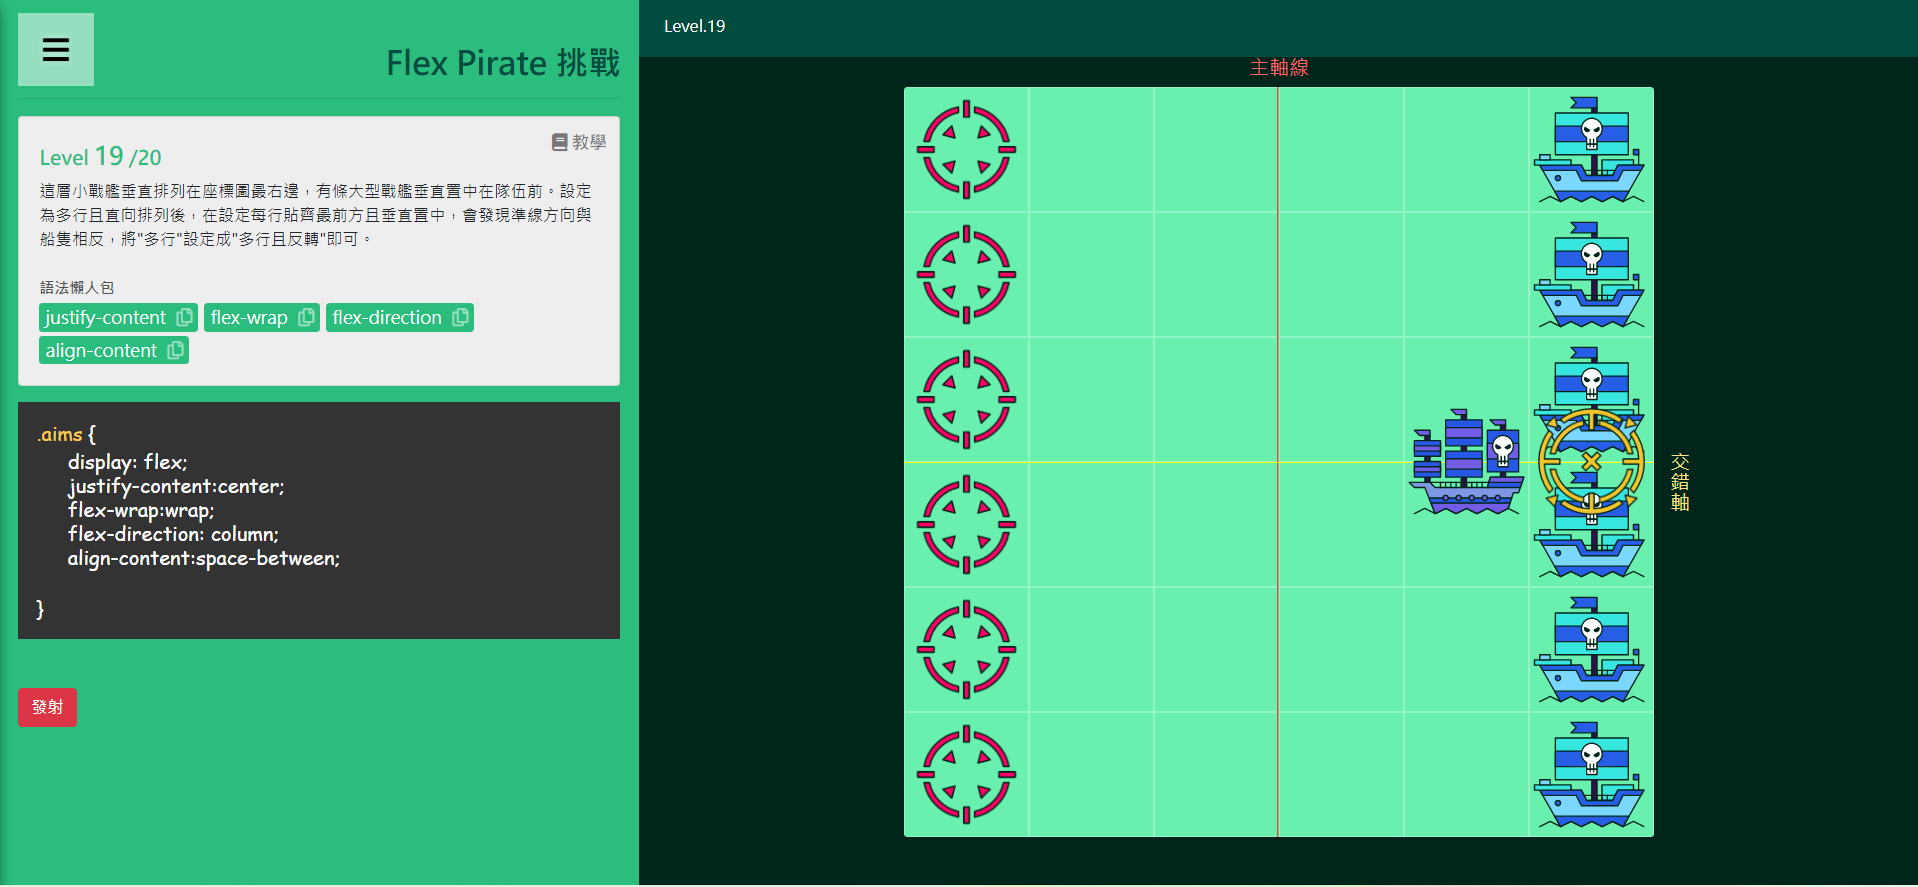 Flex Pirate 挑戰
Level 19 /20
教學
這層小戰艦垂直排列在座標圍最右邊，有條大型戰艦垂直置中在隊伍前。設定
為多行且直向排列後，在設定每行貼齊最前方且垂直置中，會發現準線方向與
船隻相反，將"多行"設定成"多行且反轉"即可。
語法懶人包
justify-content
flex-wrap
flex-direction
align-content
.aims {
display: flex;
justify-content:center;
flex-wrap:wrap;
flex-direction: column;
align-content:space-between;
}
發射
Level.19
主軸線
交錯軸